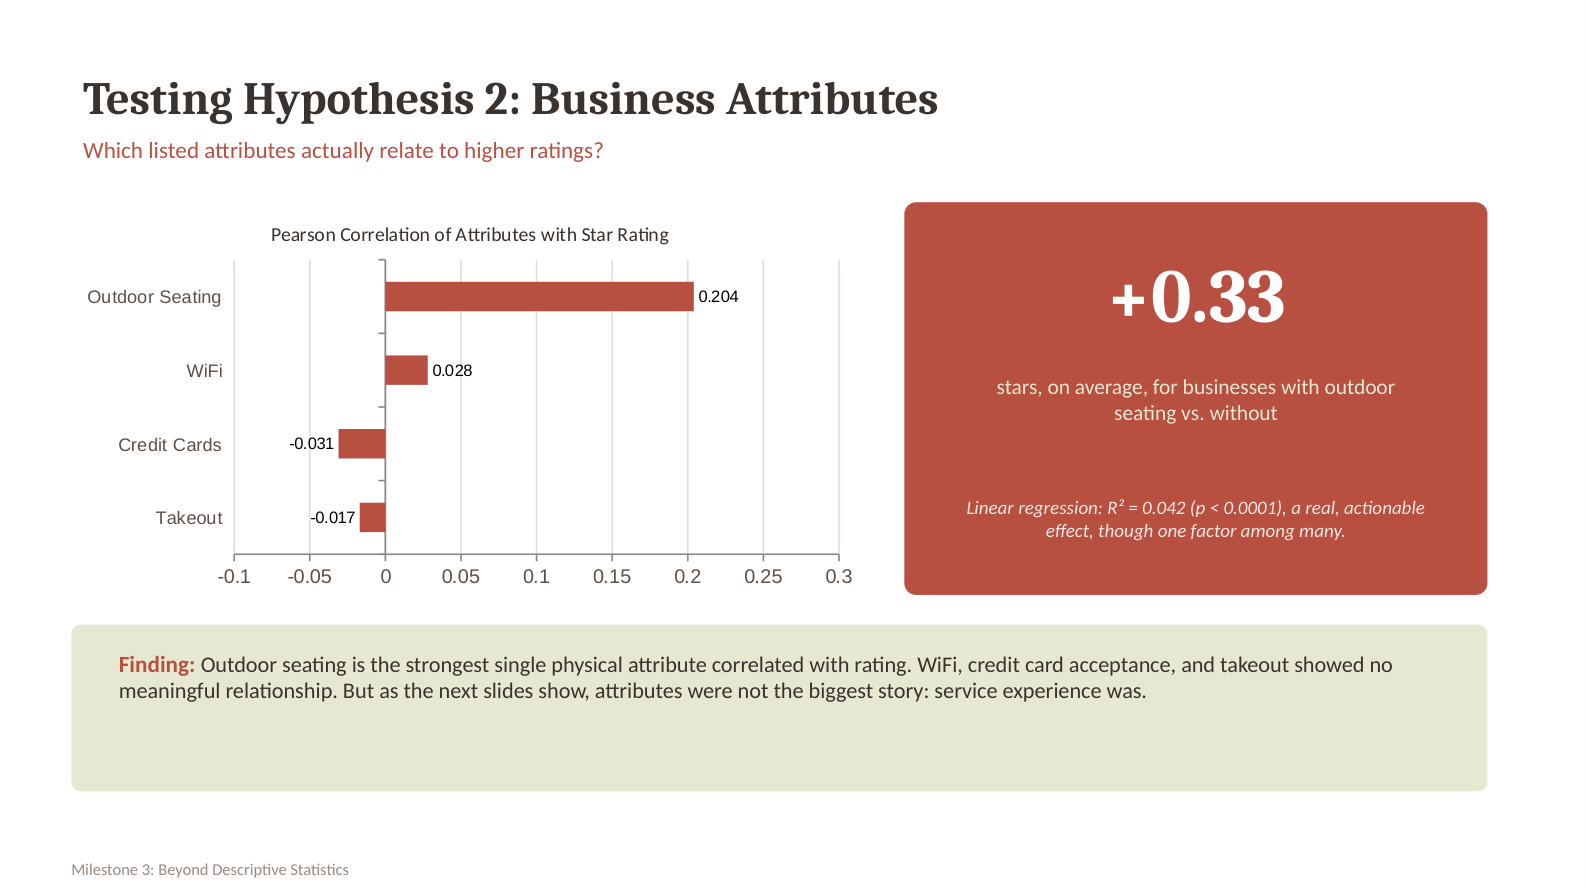 Testing Hypothesis 2: Business Attributes
Which listed attributes actually relate to higher ratings?
Pearson Correlation of Attributes with Star Rating
Outdoor Seating
0.204
WiFi
0.028
Credit Cards
-0.031
Takeout
-0.017
-0.1 -0.05 0 0.05 0.1 0.15 0.2 0.25 0.3
+0.33
stars, on average, for businesses with outdoor
seating vs. without
Linear regression: R² = 0.042 (p < 0.0001), a real, actionable
effect, though one factor among many.
Finding: Outdoor seating is the strongest single physical attribute correlated with rating. WiFi, credit card acceptance, and takeout showed no
meaningful relationship. But as the next slides show, attributes were not the biggest story: service experience was.
Milestone 3: Beyond Descriptive Statistics